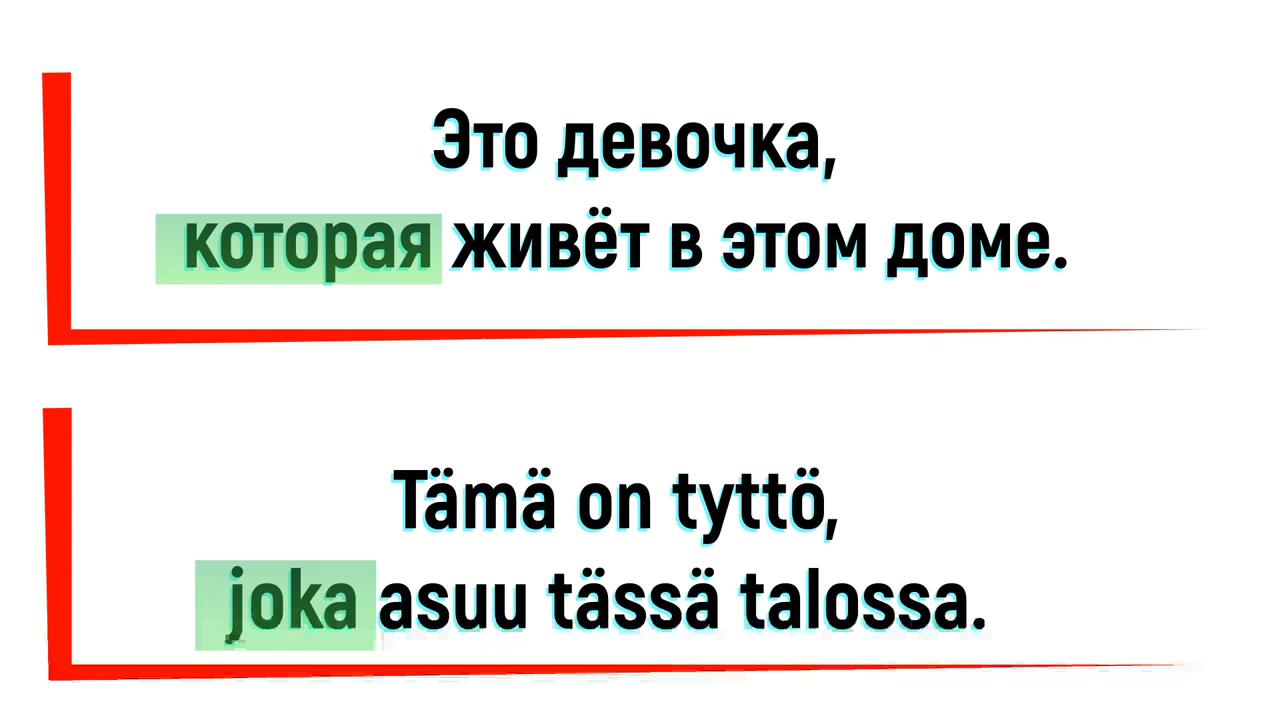 Это девочка,
которая живёт в этом доме.
Tämä on tyttö,
joka asuu tässä talossa.